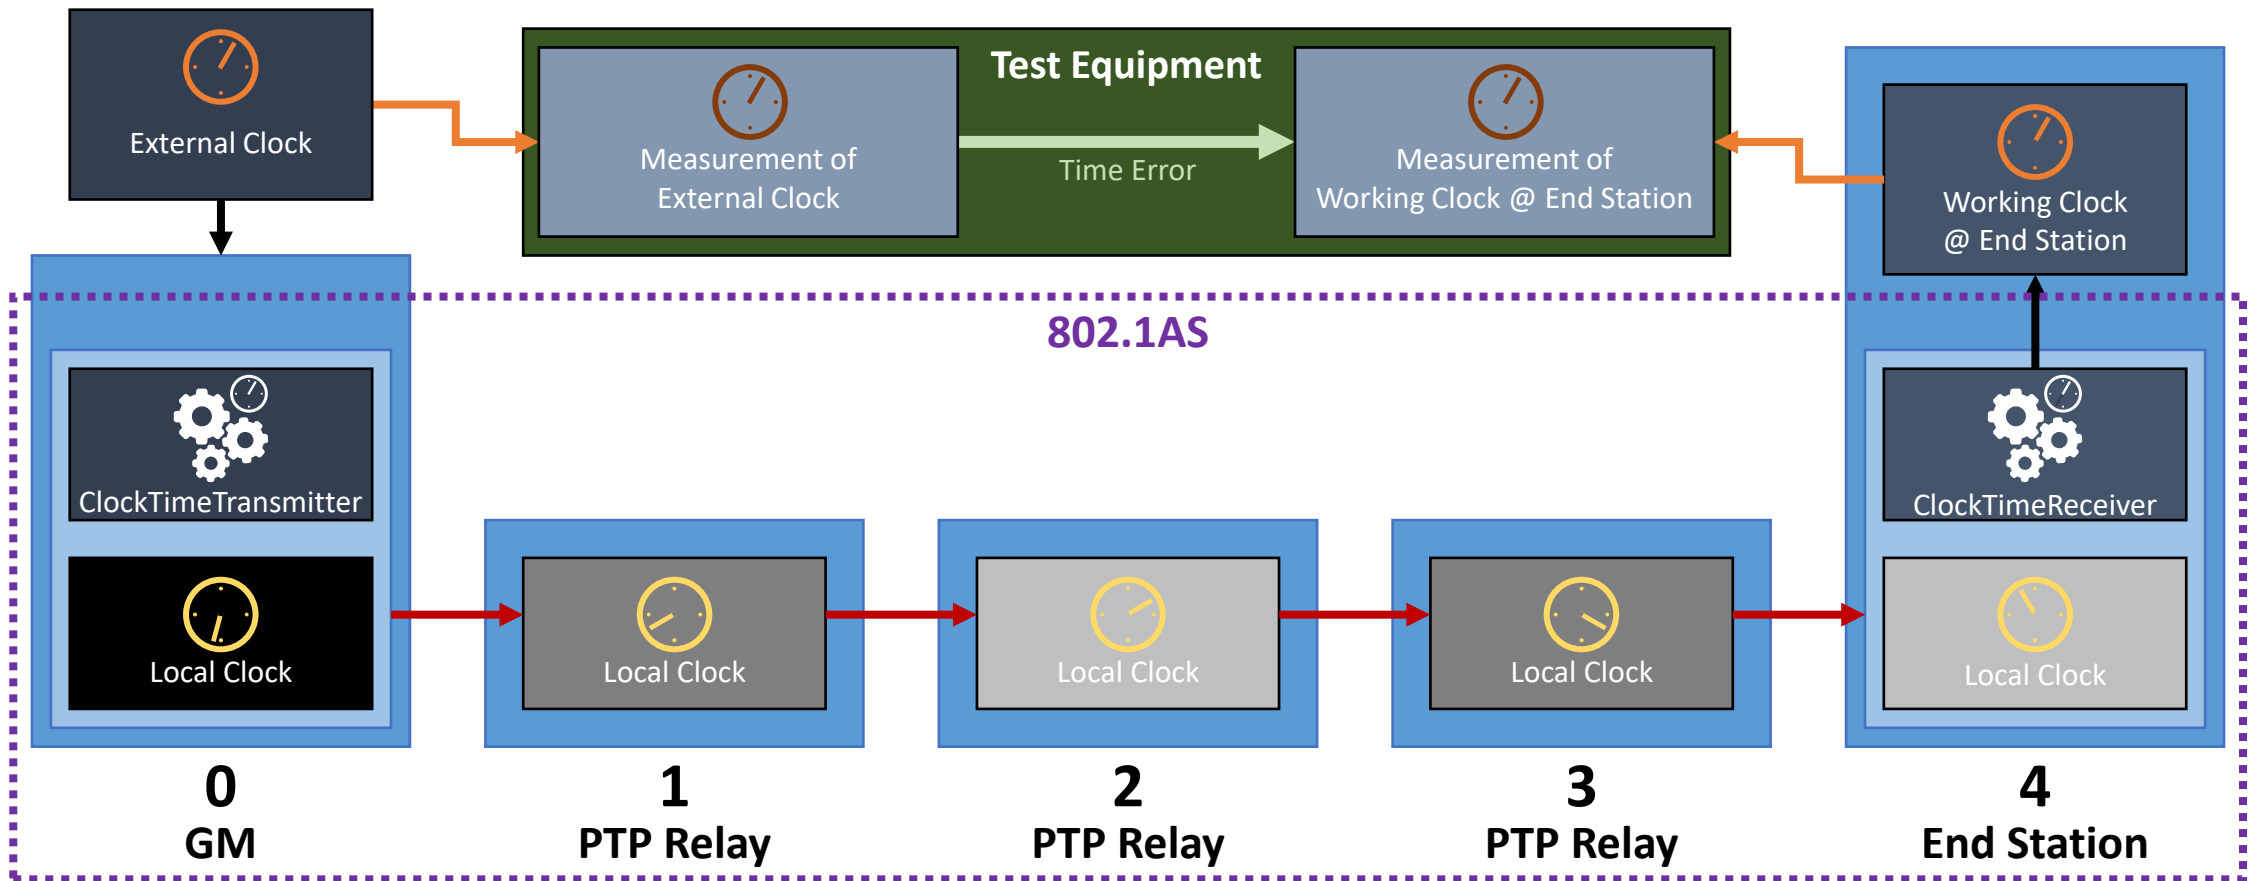 External Clock
Test Equipment
Measurement of
External Clock
Time Error
Measurement of
Working Clock @ End Station
Working Clock
@ End Station
802.1AS
ClockTimeTransmitter
ClockTimeReceiver
Local Clock
Local Clock
Local Clock
Local Clock
Local Clock
0
GM
1
PTP Relay
2
PTP Relay
3
PTP Relay
4
End Station